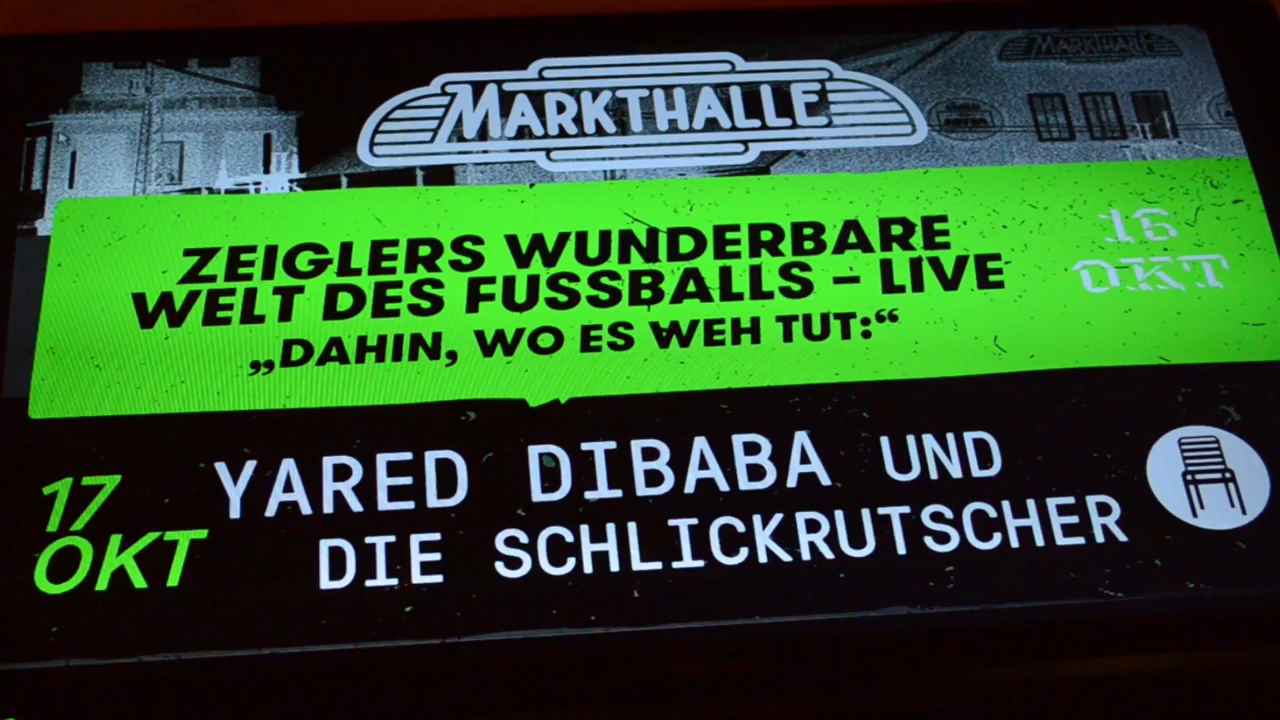 MARKTHALLE
MARKTHALLE
ZEIGLERS WUNDERBARE
WELT DES FUSSBALLS – LIVE
„DAHIN, WO ES WEH TUT:“
16
OKT
17
OKT
YARED DIBABA UND
DIE SCHLICKRUTSCHER